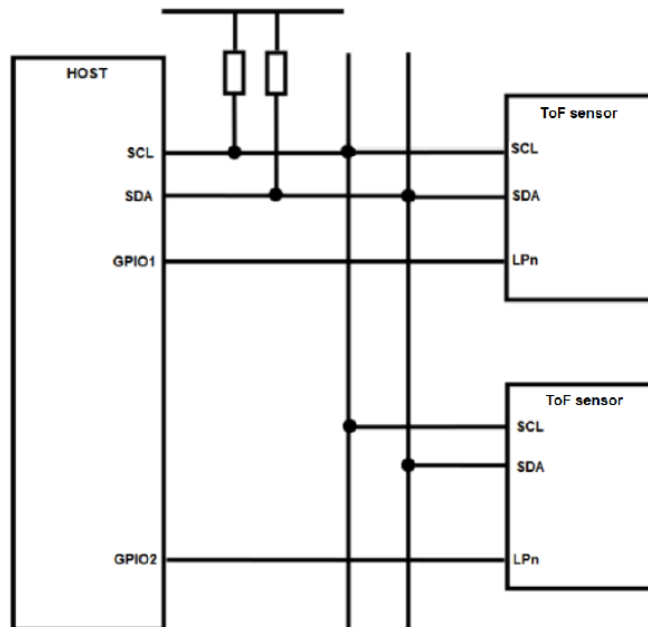 HOST
ToF sensor
SCL
SCL
SDA
SDA
GPIO1
LPn
ToF sensor
SCL
SDA
GPIO2
LPn